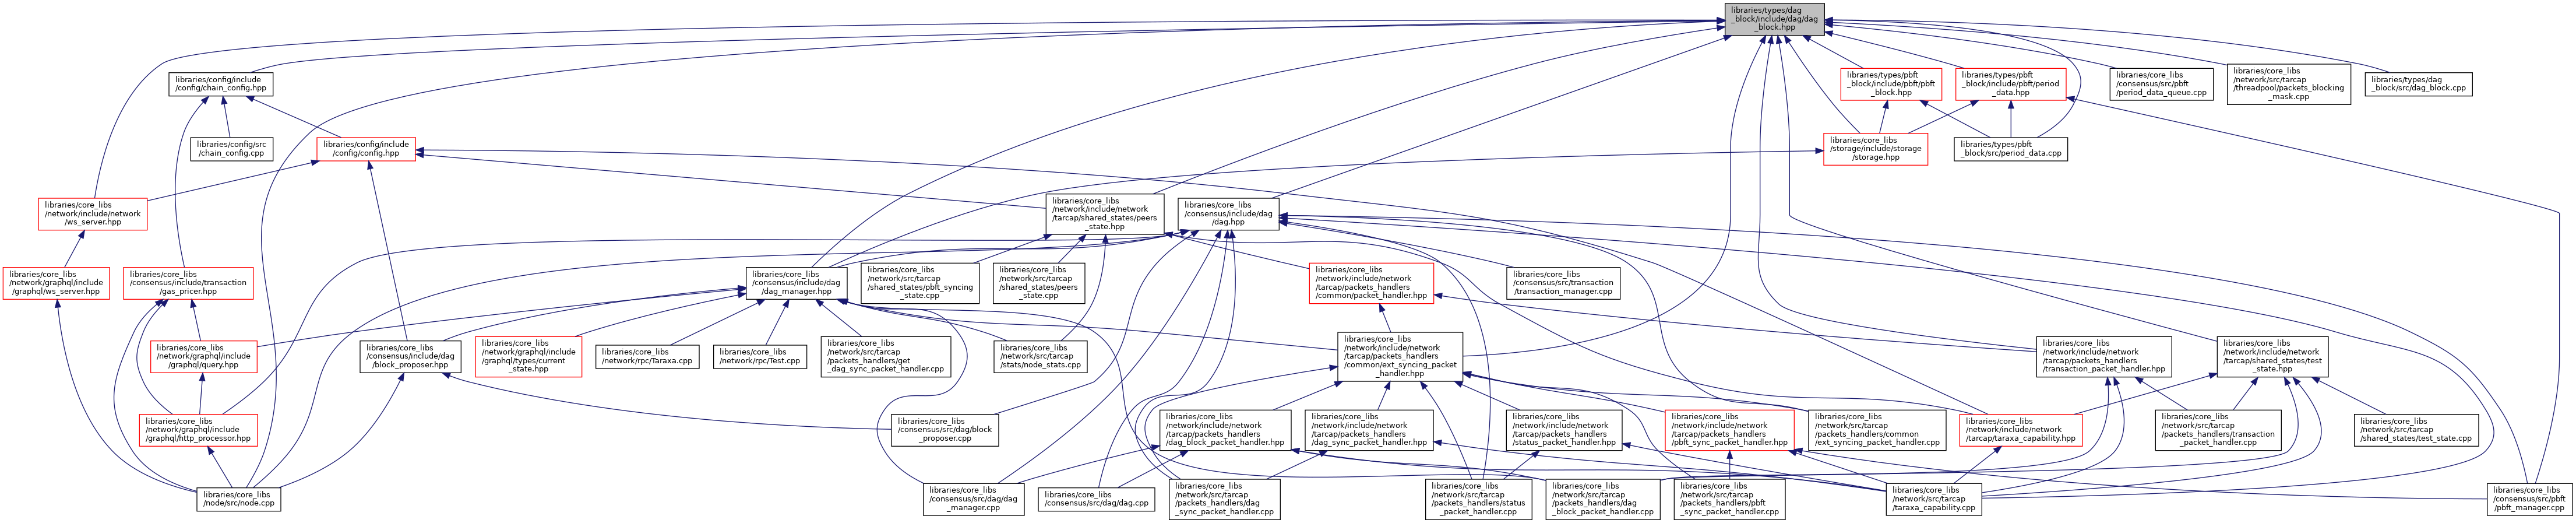 libraries/types/dag
_block/include/dag/dag
_block.hpp
libraries/config/include
/config/chain_config.hpp
libraries/types/pbft
_block/include/pbft/pbft
_block.hpp
libraries/types/pbft
_block/include/pbft/period
_data.hpp
libraries/core_libs
/consensus/src/pbft
/period_data_queue.cpp
libraries/core_libs
/network/src/tarcap
/threadpool/packets_blocking
_mask.cpp
libraries/types/dag
_block/src/dag_block.cpp
libraries/config/src
/chain_config.cpp
libraries/config/include
/config/config.hpp
libraries/core_libs
/storage/include/storage
/storage.hpp
libraries/types/pbft
_block/src/period_data.cpp
libraries/core_libs
/network/include/network
/ws_server.hpp
libraries/core_libs
/network/include/network
/tarcap/shared_states/peers
_state.hpp
libraries/core_libs
/consensus/include/dag
/dag.hpp
libraries/core_libs
/network/graphql/include
/graphql/ws_server.hpp
libraries/core_libs
/consensus/include/transaction
/gas_pricer.hpp
libraries/core_libs
/consensus/include/dag
/dag_manager.hpp
libraries/core_libs
/network/src/tarcap
/shared_states/pbft_syncing
_state.cpp
libraries/core_libs
/network/src/tarcap
/shared_states/peers
_state.cpp
libraries/core_libs
/network/include/network
/tarcap/packets_handlers
/common/packet_handler.hpp
libraries/core_libs
/consensus/src/transaction
/transaction_manager.cpp
libraries/core_libs
/network/graphql/include
/graphql/query.hpp
libraries/core_libs
/consensus/include/dag
/block_proposer.hpp
libraries/core_libs
/network/graphql/include
/graphql/types/current
_state.hpp
libraries/core_libs
/network/rpc/Taraxa.cpp
libraries/core_libs
/network/rpc/Test.cpp
libraries/core_libs
/network/src/tarcap
/packets_handlers/get
_dag_sync_packet_handler.cpp
libraries/core_libs
/network/src/tarcap
/stats/node_stats.cpp
libraries/core_libs
/network/include/network
/tarcap/packets_handlers
/common/ext_syncing_packet
_handler.hpp
libraries/core_libs
/network/include/network
/tarcap/packets_handlers
/transaction_packet_handler.hpp
libraries/core_libs
/network/include/network
/tarcap/shared_states/test
_state.hpp
libraries/core_libs
/network/graphql/include
/graphql/http_processor.hpp
libraries/core_libs
/consensus/src/dag/block
_proposer.cpp
libraries/core_libs
/network/include/network
/tarcap/packets_handlers
/dag_block_packet_handler.hpp
libraries/core_libs
/network/include/network
/tarcap/packets_handlers
/dag_sync_packet_handler.hpp
libraries/core_libs
/network/include/network
/tarcap/packets_handlers
/status_packet_handler.hpp
libraries/core_libs
/network/include/network
/tarcap/packets_handlers
/pbft_sync_packet_handler.hpp
libraries/core_libs
/network/src/tarcap
/packets_handlers/common
/ext_syncing_packet_handler.cpp
libraries/core_libs
/network/include/network
/tarcap/taraxa_capability.hpp
libraries/core_libs
/network/src/tarcap
/packets_handlers/transaction
_packet_handler.cpp
libraries/core_libs
/network/src/tarcap
/shared_states/test_state.cpp
libraries/core_libs
/node/src/node.cpp
libraries/core_libs
/consensus/src/dag/dag
_manager.cpp
libraries/core_libs
/consensus/src/dag/dag.cpp
libraries/core_libs
/network/src/tarcap
/packets_handlers/dag
_sync_packet_handler.cpp
libraries/core_libs
/network/src/tarcap
/packets_handlers/status
_packet_handler.cpp
libraries/core_libs
/network/src/tarcap
/packets_handlers/dag
_block_packet_handler.cpp
libraries/core_libs
/network/src/tarcap
/packets_handlers/pbft
_sync_packet_handler.cpp
libraries/core_libs
/network/src/tarcap
/taraxa_capability.cpp
libraries/core_libs
/consensus/src/pbft
/pbft_manager.cpp